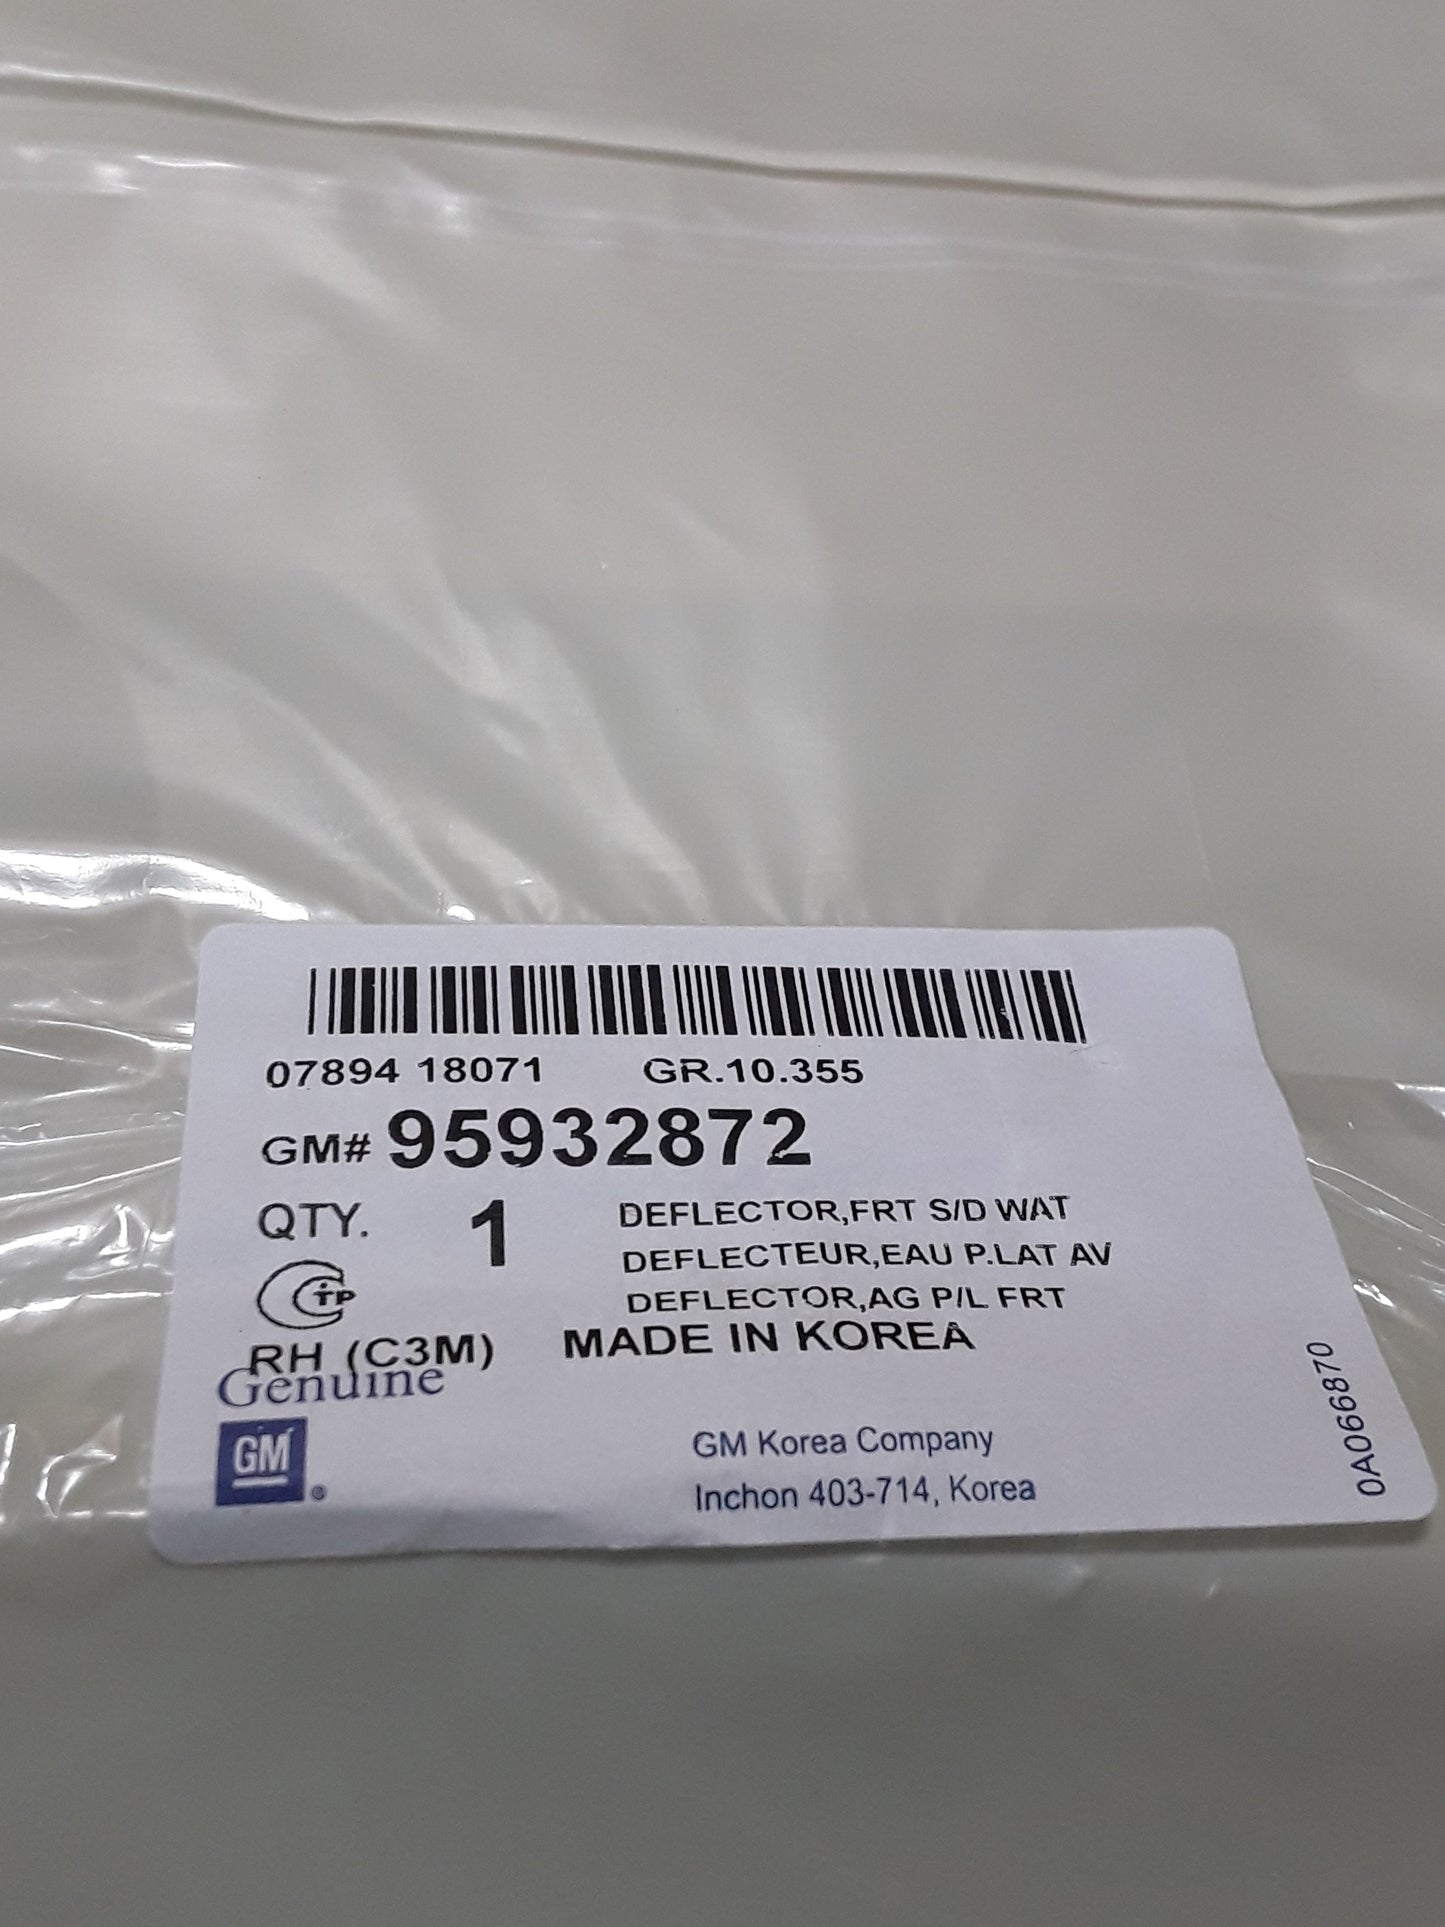 07894 18071 GR.10.355
GM# 95932872
QTY. 1 DEFLECTOR,FRT S/D WAT
DEFLECTEUR,EAU P.LAT AV
DEFLECTOR,AG P/L FRT
RH (C3M) MADE IN KOREA
Genuine
GM ®
GM Korea Company
Inchon 403-714, Korea
0A066870